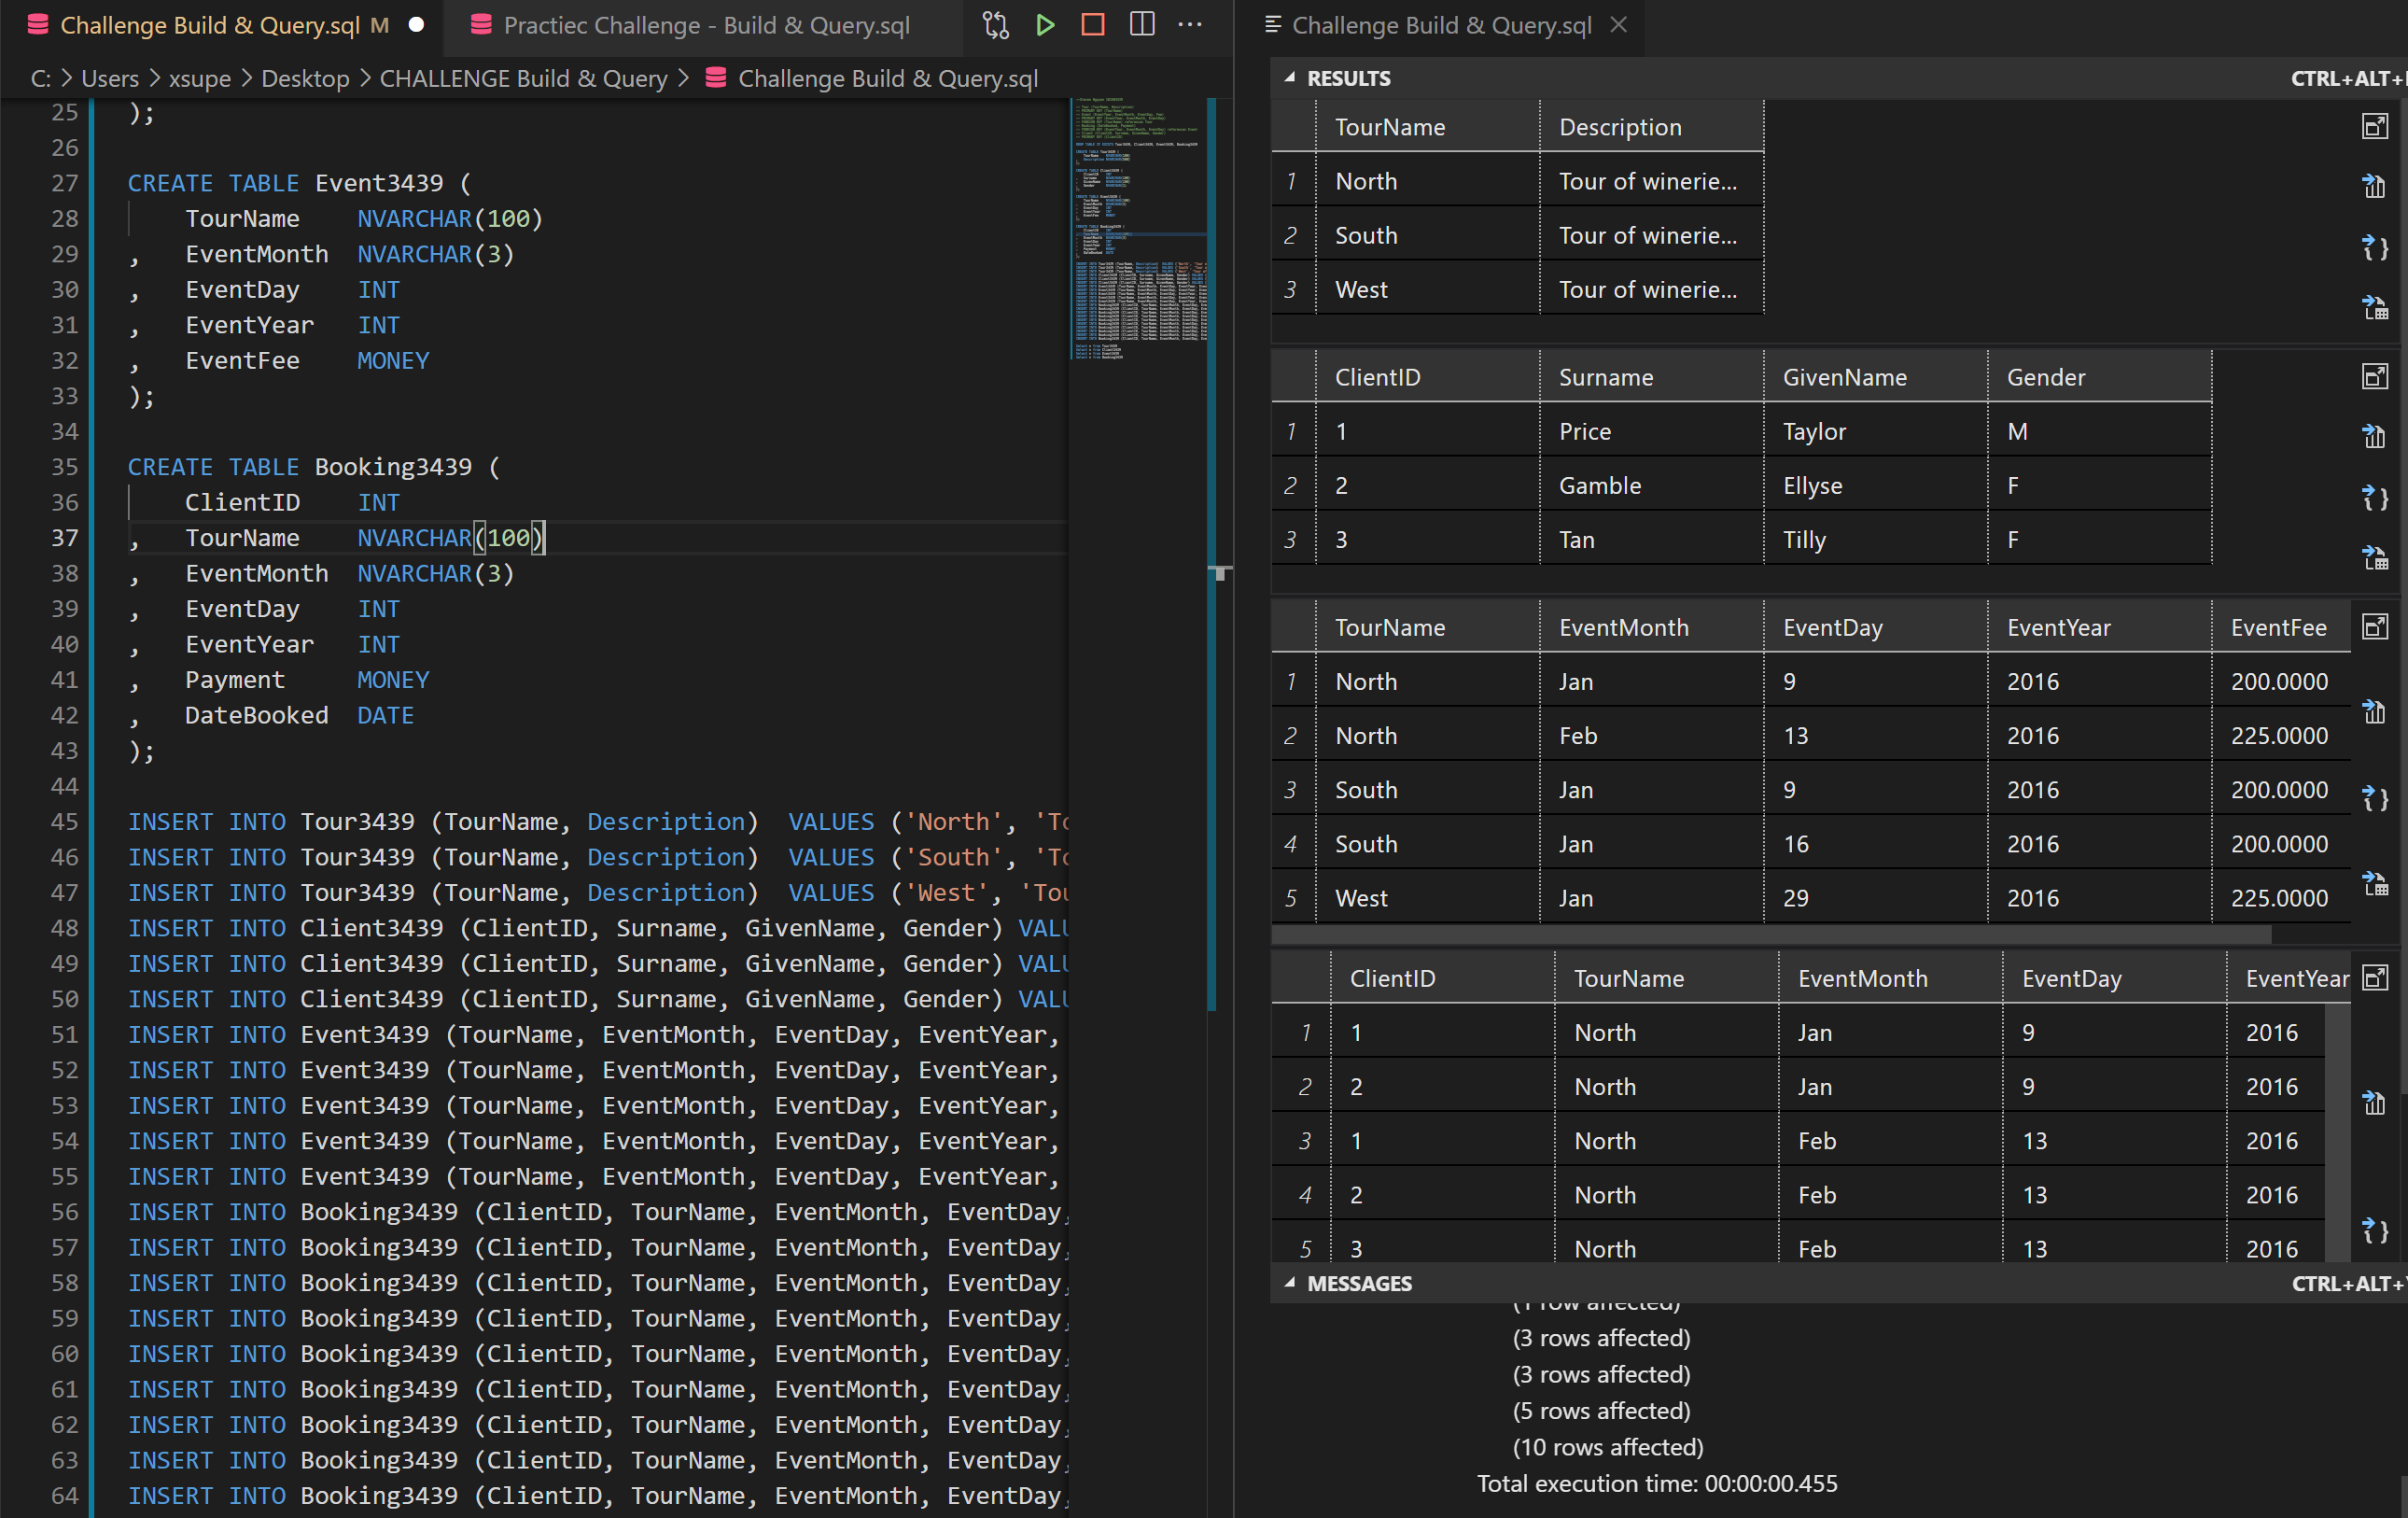 Challenge Build & Query.sql M
Practiec Challenge - Build & Query.sql
C: > Users > xsupe > Desktop > CHALLENGE Build & Query > Challenge Build & Query.sql
25 );
26
27 CREATE TABLE Event3439 (
28 TourName NVARCHAR(100)
29 , EventMonth NVARCHAR(3)
30 , EventDay INT
31 , EventYear INT
32 , EventFee MONEY
33 );
34
35 CREATE TABLE Booking3439 (
36 ClientID INT
37 , TourName NVARCHAR(100)
38 , EventMonth NVARCHAR(3)
39 , EventDay INT
40 , EventYear INT
41 , Payment MONEY
42 , DateBooked DATE
43 );
44
45 INSERT INTO Tour3439 (TourName, Description) VALUES ('North', 'To
46 INSERT INTO Tour3439 (TourName, Description) VALUES ('South', 'To
47 INSERT INTO Tour3439 (TourName, Description) VALUES ('West', 'Tou
48 INSERT INTO Client3439 (ClientID, Surname, GivenName, Gender) VALU
49 INSERT INTO Client3439 (ClientID, Surname, GivenName, Gender) VALU
50 INSERT INTO Client3439 (ClientID, Surname, GivenName, Gender) VALU
51 INSERT INTO Event3439 (TourName, EventMonth, EventDay, EventYear,
52 INSERT INTO Event3439 (TourName, EventMonth, EventDay, EventYear,
53 INSERT INTO Event3439 (TourName, EventMonth, EventDay, EventYear,
54 INSERT INTO Event3439 (TourName, EventMonth, EventDay, EventYear,
55 INSERT INTO Event3439 (TourName, EventMonth, EventDay, EventYear,
56 INSERT INTO Booking3439 (ClientID, TourName, EventMonth, EventDay,
57 INSERT INTO Booking3439 (ClientID, TourName, EventMonth, EventDay,
58 INSERT INTO Booking3439 (ClientID, TourName, EventMonth, EventDay,
59 INSERT INTO Booking3439 (ClientID, TourName, EventMonth, EventDay,
60 INSERT INTO Booking3439 (ClientID, TourName, EventMonth, EventDay,
61 INSERT INTO Booking3439 (ClientID, TourName, EventMonth, EventDay,
62 INSERT INTO Booking3439 (ClientID, TourName, EventMonth, EventDay,
63 INSERT INTO Booking3439 (ClientID, TourName, EventMonth, EventDay,
64 INSERT INTO Booking3439 (ClientID, TourName, EventMonth, EventDay,
Challenge Build & Query.sql
RESULTS CTRL+ALT+
TourName Description
1 North Tour of winerie...
2 South Tour of winerie...
3 West Tour of winerie...
ClientID Surname GivenName Gender
1 1 Price Taylor M
2 2 Gamble Ellyse F
3 3 Tan Tilly F
TourName EventMonth EventDay EventYear EventFee
1 North Jan 9 2016 200.0000
2 North Feb 13 2016 225.0000
3 South Jan 9 2016 200.0000
4 South Jan 16 2016 200.0000
5 West Jan 29 2016 225.0000
ClientID TourName EventMonth EventDay EventYear
1 1 North Jan 9 2016
2 2 North Jan 9 2016
3 1 North Feb 13 2016
4 2 North Feb 13 2016
5 3 North Feb 13 2016
MESSAGES CTRL+ALT+
(1 row affected)
(3 rows affected)
(3 rows affected)
(5 rows affected)
(10 rows affected)
Total execution time: 00:00:00.455